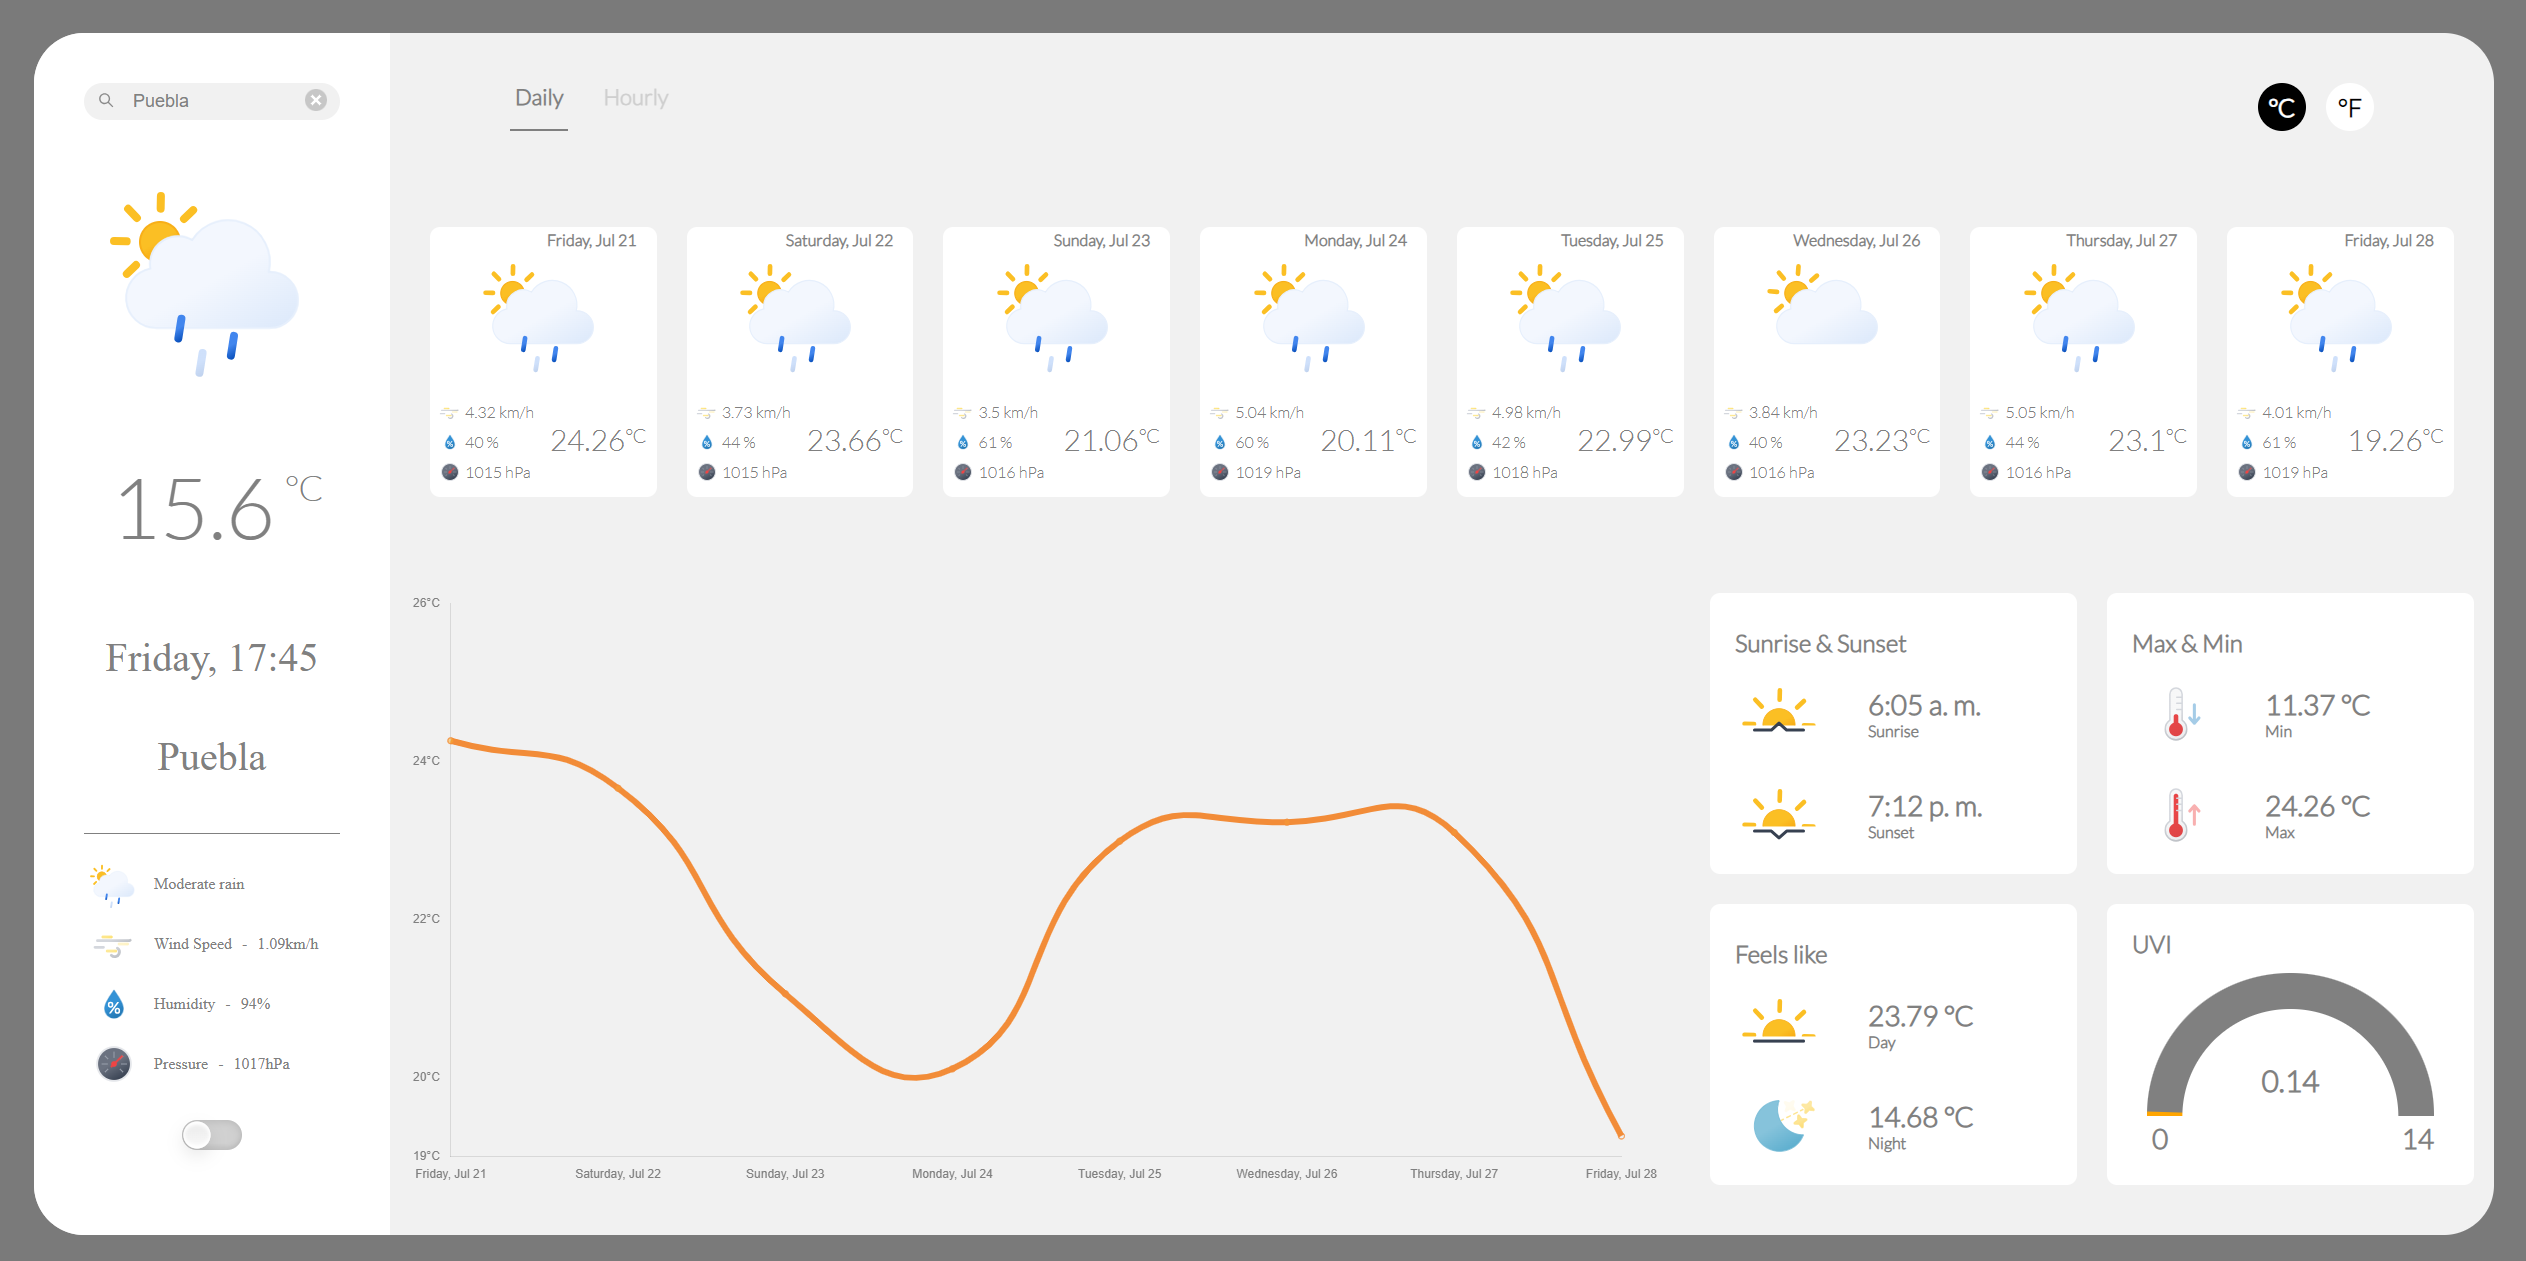 Puebla
15.6 °C
Friday, 17:45
Puebla
Moderate rain
Wind Speed - 1.09km/h
Humidity - 94%
Pressure - 1017hPa
Daily Hourly
°C °F
Friday, Jul 21
4.32 km/h
40 %
24.26°C
1015 hPa
Saturday, Jul 22
3.73 km/h
44 %
23.66°C
1015 hPa
Sunday, Jul 23
3.5 km/h
61 %
21.06°C
1016 hPa
Monday, Jul 24
5.04 km/h
60 %
20.11°C
1019 hPa
Tuesday, Jul 25
4.98 km/h
42 %
22.99°C
1018 hPa
Wednesday, Jul 26
3.84 km/h
40 %
23.23°C
1016 hPa
Thursday, Jul 27
5.05 km/h
44 %
23.1°C
1016 hPa
Friday, Jul 28
4.01 km/h
61 %
19.26°C
1019 hPa
26°C
24°C
22°C
20°C
19°C
Friday, Jul 21 Saturday, Jul 22 Sunday, Jul 23 Monday, Jul 24 Tuesday, Jul 25 Wednesday, Jul 26 Thursday, Jul 27 Friday, Jul 28
Sunrise & Sunset
6:05 a. m.
Sunrise
7:12 p. m.
Sunset
Max & Min
11.37 °C
Min
24.26 °C
Max
Feels like
23.79 °C
Day
14.68 °C
Night
UVI
0.14
0 14